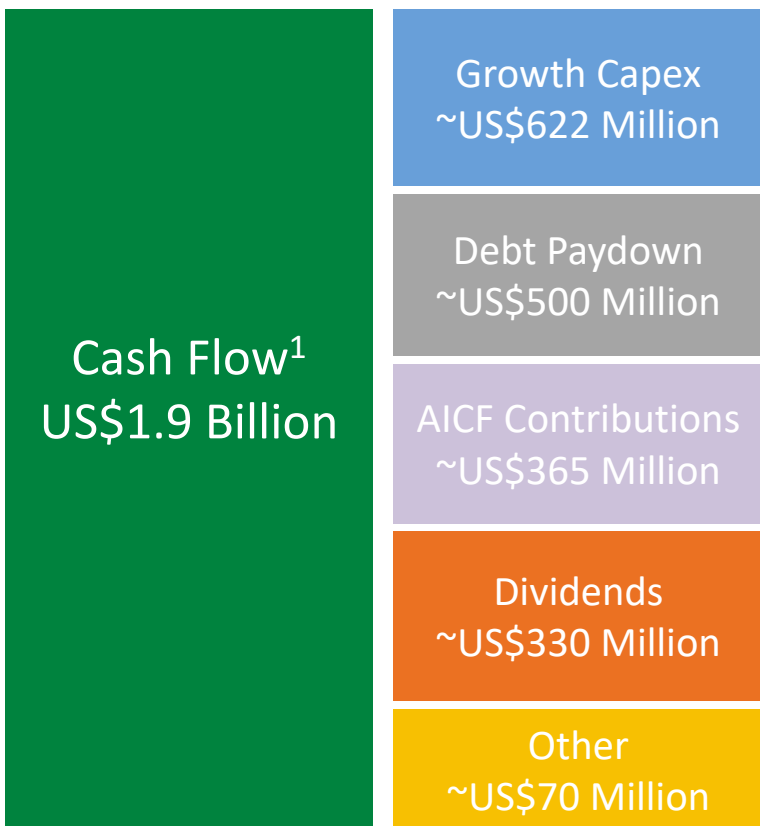 Cash Flow¹
US$1.9 Billion
Growth Capex
~US$622 Million
Debt Paydown
~US$500 Million
AICF Contributions
~US$365 Million
Dividends
~US$330 Million
Other
~US$70 Million